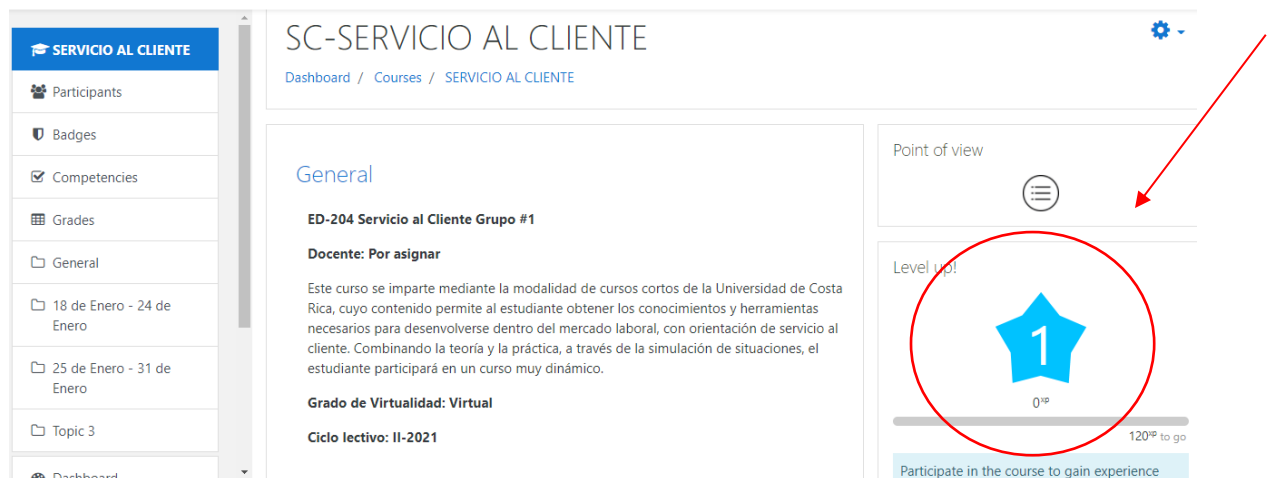 SERVICIO AL CLIENTE
Participants
Badges
Competencies
Grades
General
18 de Enero - 24 de
Enero
25 de Enero - 31 de
Enero
Topic 3
Dashboard
SC-SERVICIO AL CLIENTE
Dashboard / Courses / SERVICIO AL CLIENTE
General
ED-204 Servicio al Cliente Grupo #1
Docente: Por asignar
Este curso se imparte mediante la modalidad de cursos cortos de la Universidad de Costa
Rica, cuyo contenido permite al estudiante obtener los conocimientos y herramientas
necesarios para desenvolverse dentro del mercado laboral, con orientación de servicio al
cliente. Combinando la teoría y la práctica, a través de la simulación de situaciones, el
estudiante participará en un curso muy dinámico.
Grado de Virtualidad: Virtual
Ciclo lectivo: II-2021
Point of view
Level up!
1
0xp
120xp to go
Participate in the course to gain experience